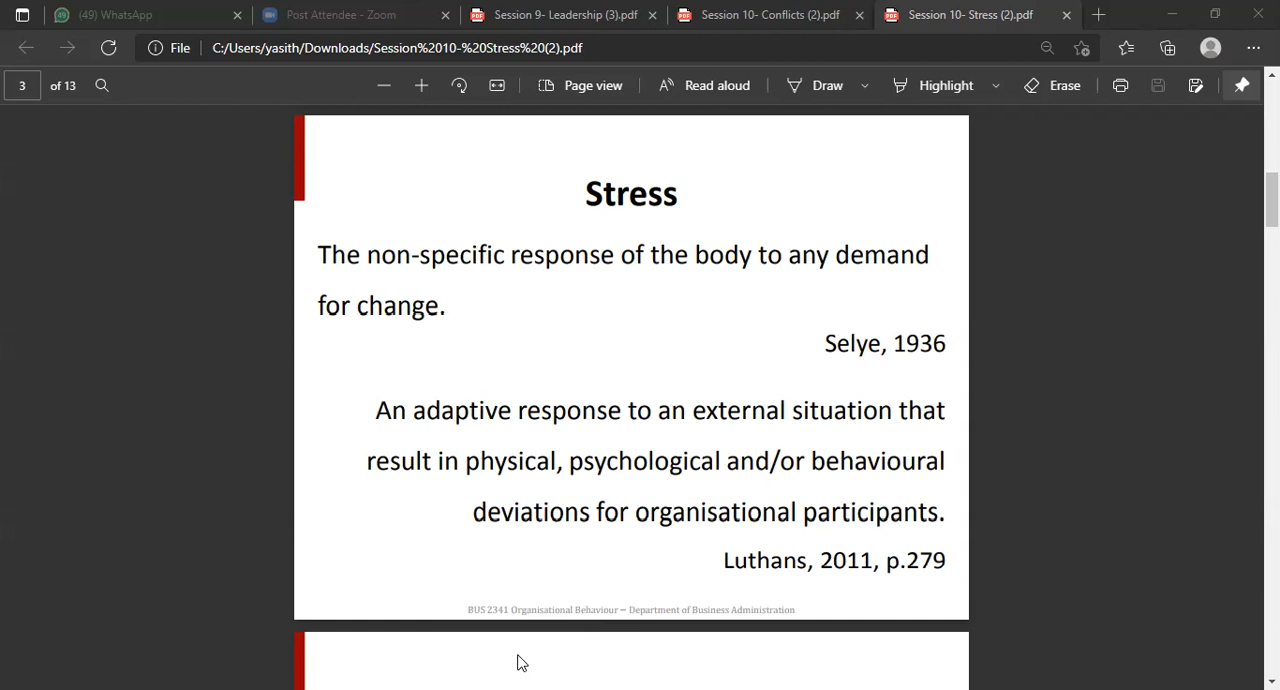 (49) WhatsApp
Post Attendee - Zoom
Session 9- Leadership (3).pdf
Session 10- Conflicts (2).pdf
Session 10- Stress (2).pdf
File
C:/Users/yasith/Downloads/Session%2010-%20Stress%20(2).pdf
3 of 13
Page view
Read aloud
Draw
Highlight
Erase
Stress
The non-specific response of the body to any demand
for change.
Selye, 1936
An adaptive response to an external situation that
result in physical, psychological and/or behavioural
deviations for organisational participants.
Luthans, 2011, p.279
BUS 2341 Organisational Behaviour – Department of Business Administration